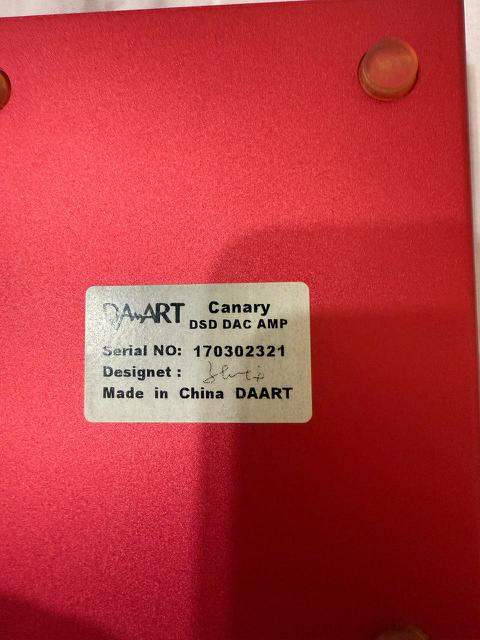 DAART Canary
DSD DAC AMP
Serial NO: 170302321
Designet :
Made in China DAART